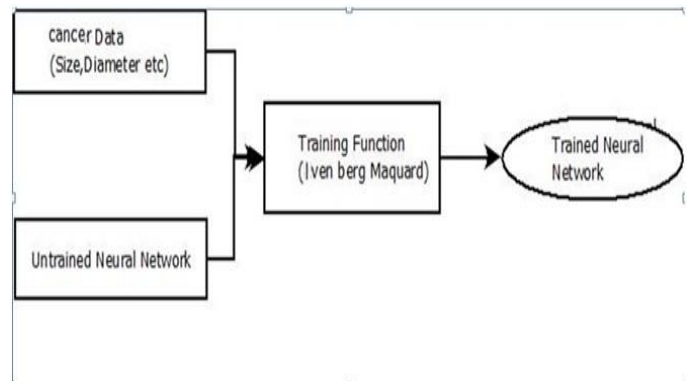 cancer Data
(Size,Diameter etc)
Untrained Neural Network
Training Function
(Iven berg Maquard)
Trained Neural
Network